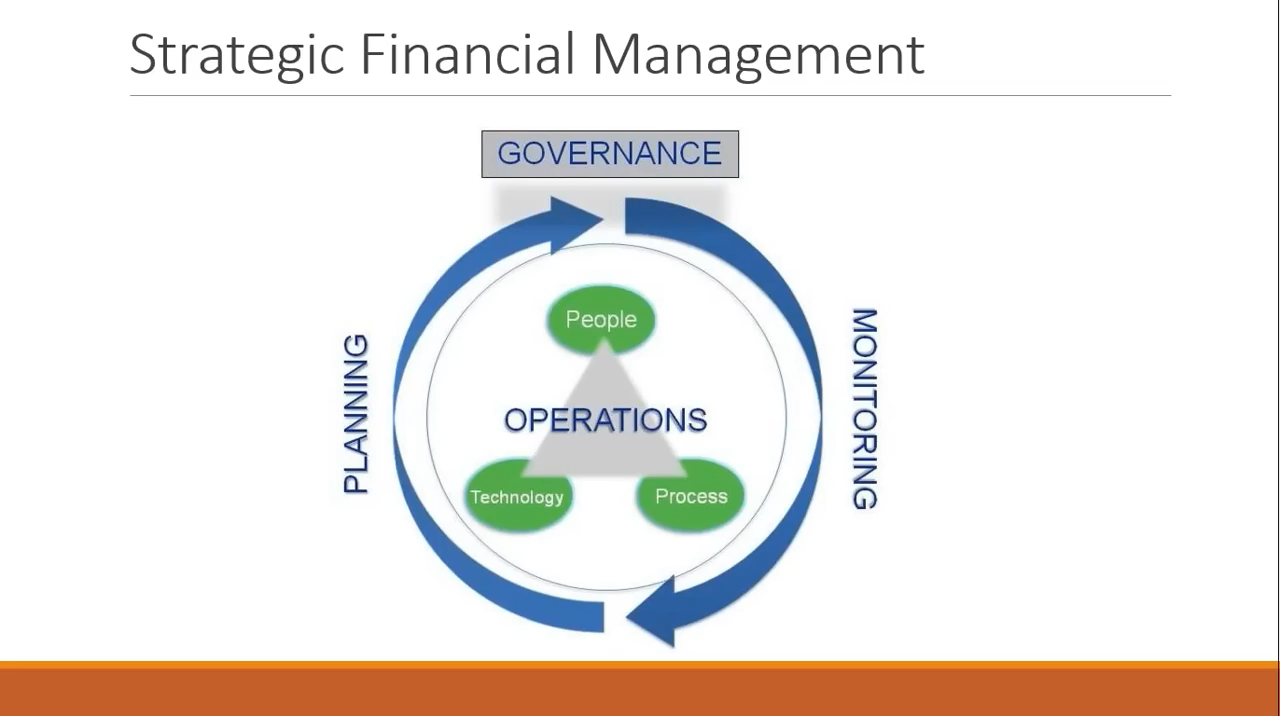 Strategic Financial Management
GOVERNANCE
People
PLANNING
MONITORING
OPERATIONS
Technology
Process